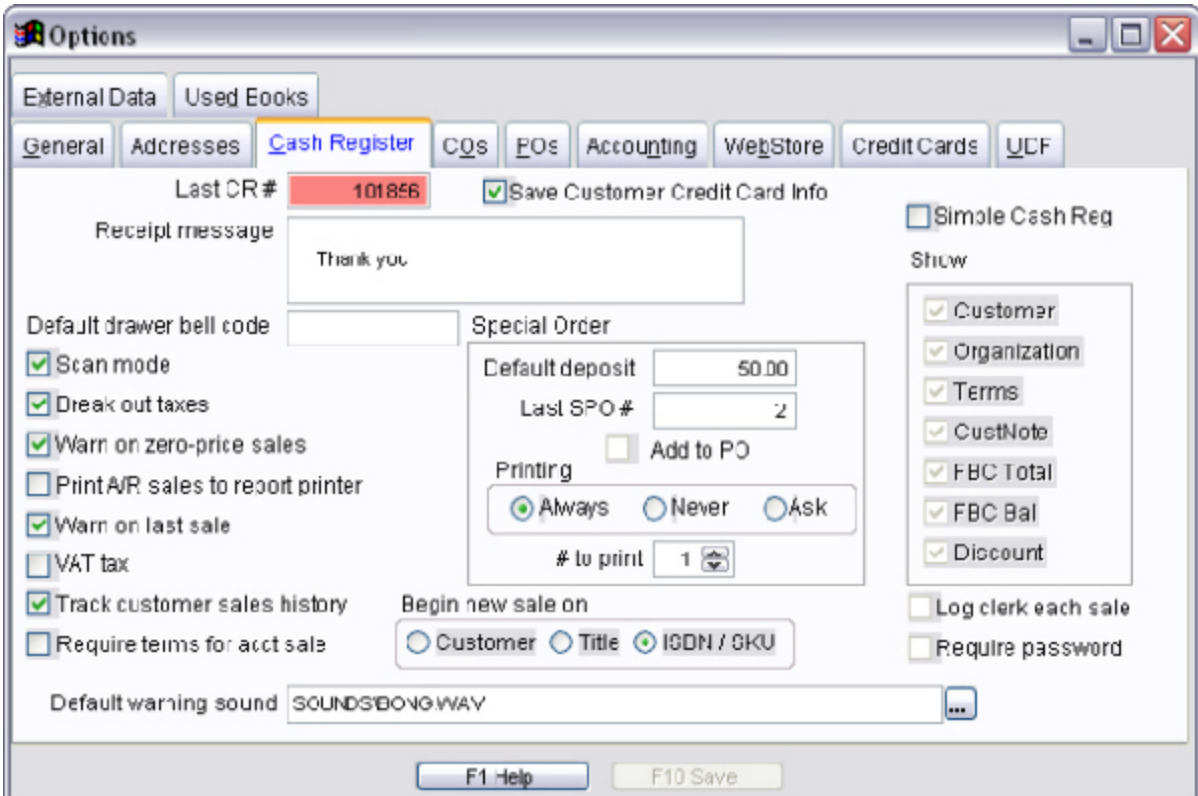 Options
External Data Used Books
General Addresses Cash Register COs POs Accounting WebStore Credit Cards UDF
Last CR # 101856 Save Customer Credit Card Info
Simple Cash Reg
Receipt message
Thank you
Show
Customer
Default drawer bell code Special Order
Organization
Scan mode Default deposit 50.00
Terms
Break out taxes Last SPO # 2
CustNote
Warn on zero-price sales Add to PO
Printing FBC Total
Print A/R sales to report printer
Always Never Ask FBC Bal
Warn on last sale
Discount
VAT tax # to print 1
Track customer sales history Begin new sale on Log clerk each sale
Require terms for acct sale Customer Title ISBN / SKU Require password
Default warning sound SOUNDS\BONG.WAV ...
F1 Help F10 Save